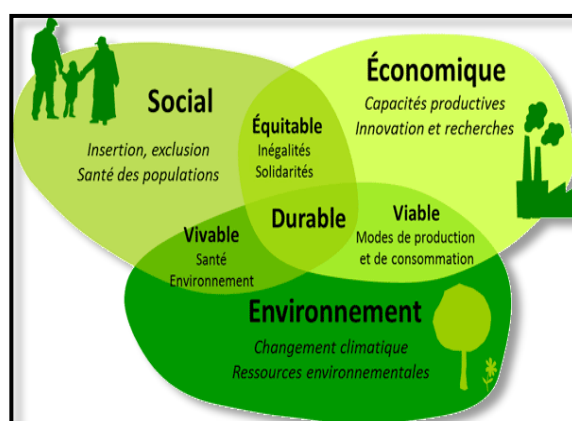 Social
Insertion, exclusion
Santé des populations
Économique
Capacités productives
Innovation et recherches
Équitable
Inégalités
Solidarités
Durable
Vivable
Santé
Environnement
Viable
Modes de production
et de consommation
Environnement
Changement climatique
Ressources environnementales